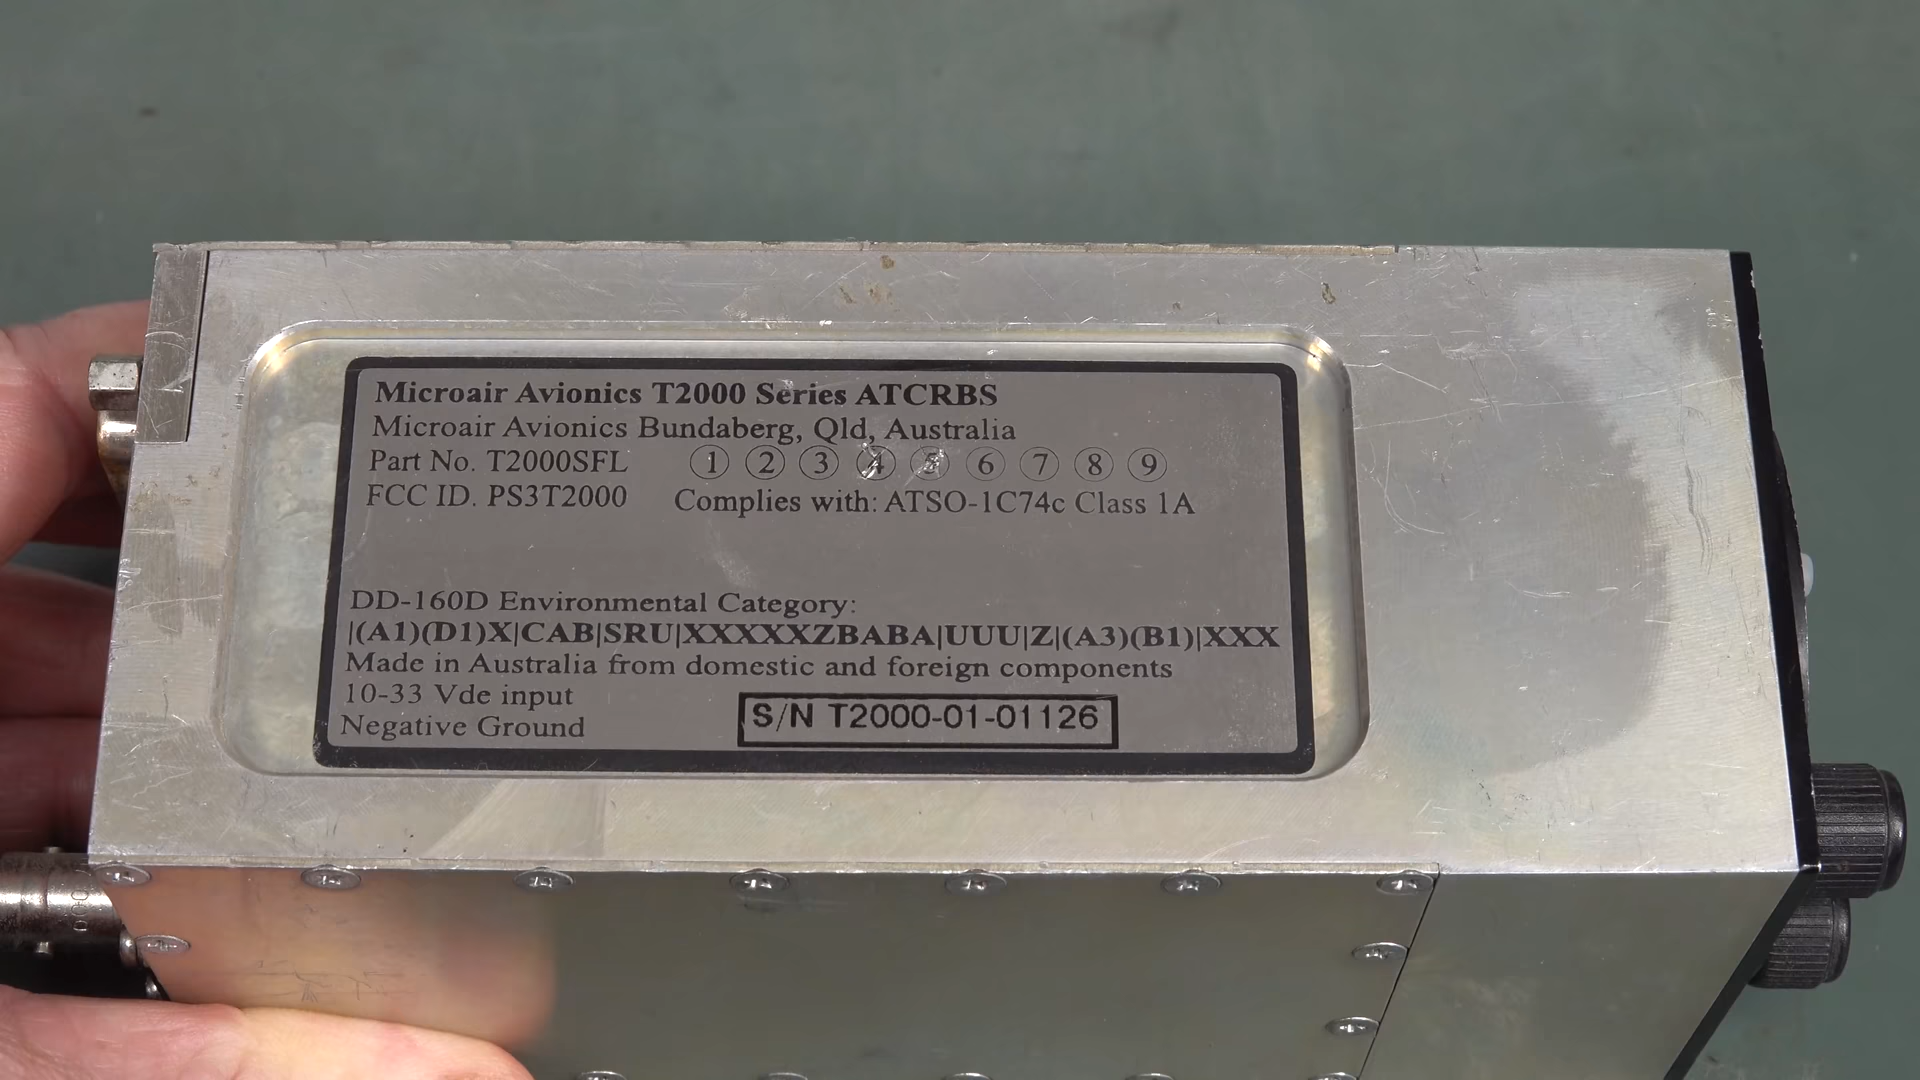 Microair Avionics T2000 Series ATCRBS
Microair Avionics Bundaberg, Qld, Australia
Part No. T2000SFL ① ② ③ ④ ⑤ ⑥ ⑦ ⑧ ⑨
FCC ID. PS3T2000 Complies with: ATSO-1C74c Class 1A
DD-160D Environmental Category:
|(A1)(D1)X|CAB|SRU|XXXXXZBABA|UUU|Z|(A3)(B1)|XXX
Made in Australia from domestic and foreign components
10-33 Vde input
Negative Ground
S/N T2000-01-01126